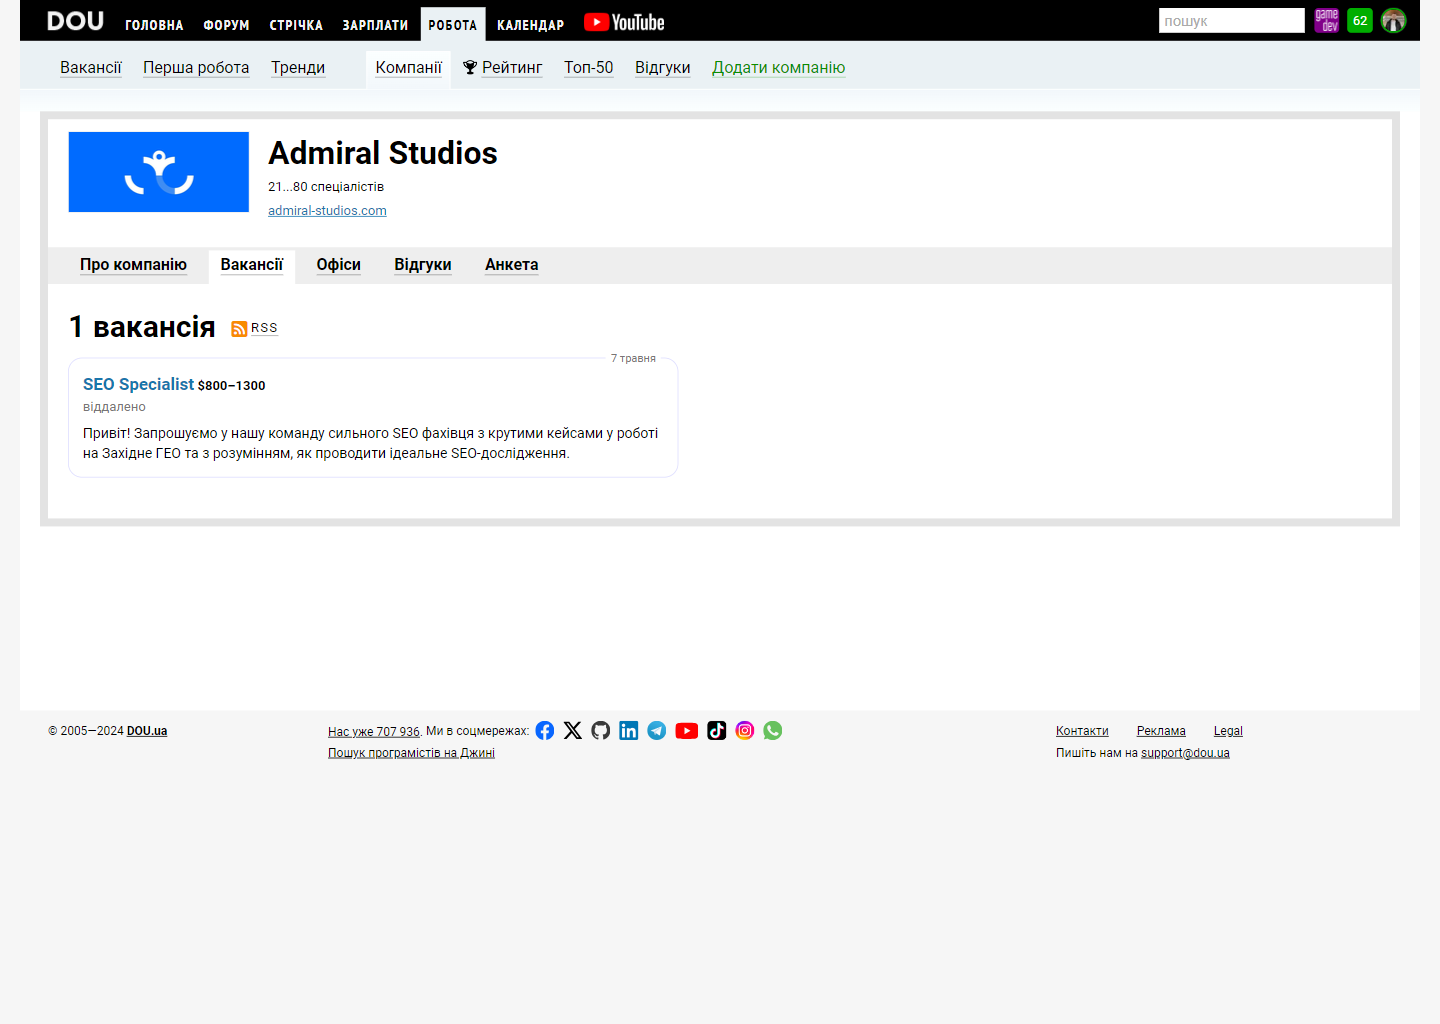 DOU ГОЛОВНА ФОРУМ СТРІЧКА ЗАРПЛАТИ РОБОТА КАЛЕНДАР YouTube пошук game dev 62
Вакансії Перша робота Тренди Компанії Рейтинг Топ-50 Відгуки Додати компанію
Admiral Studios
21...80 спеціалістів
admiral-studios.com
Про компанію Вакансії Офіси Відгуки Анкета
1 вакансія RSS
7 травня
SEO Specialist $800–1300
віддалено
Привіт! Запрошуємо у нашу команду сильного SEO фахівця з крутими кейсами у роботі
на Західне ГЕО та з розумінням, як проводити ідеальне SEO-дослідження.
© 2005—2024 DOU.ua Нас уже 707 936. Ми в соцмережах: Контакти Реклама Legal
Пошук програмістів на Джині Пишіть нам на support@dou.ua